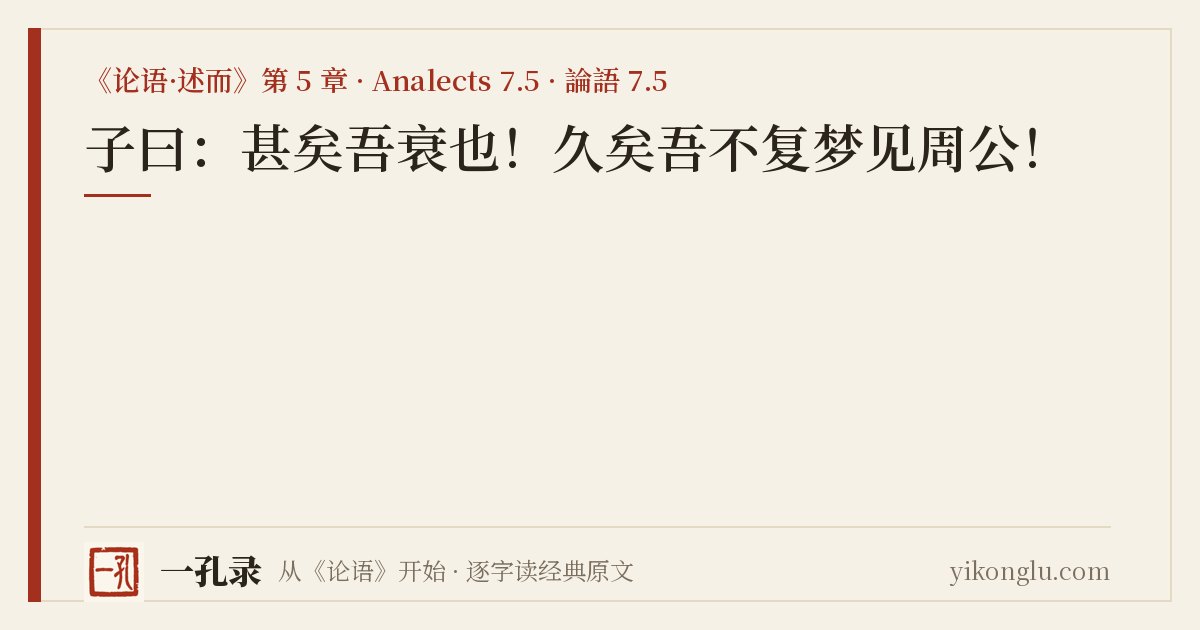 《论语·述而》第 5 章 · Analects 7.5 · 論語 7.5
子曰：甚矣吾衰也！久矣吾不复梦见周公！
一孔
一孔录 从《论语》开始 · 逐字读经典原文 yikonglu.com